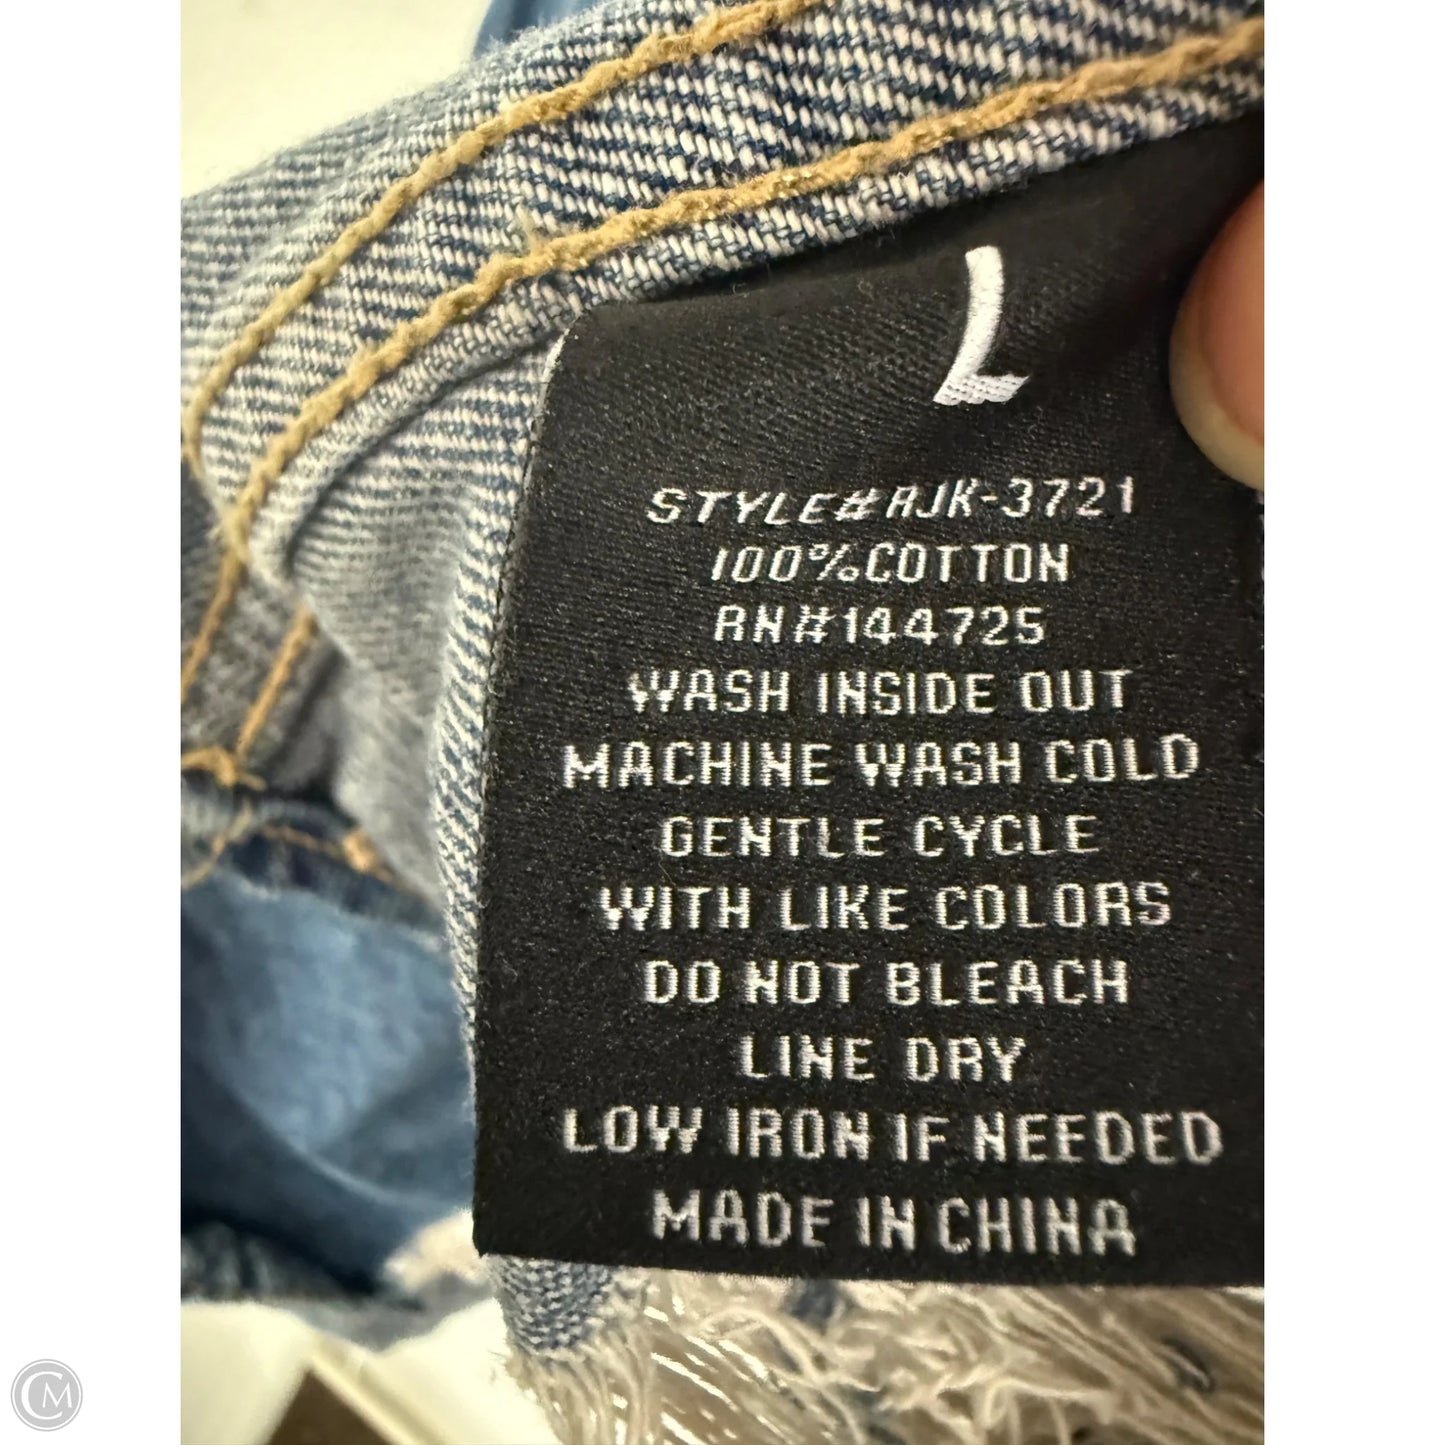 L
STYLE#AJK-3721
100%COTTON
RN#144725
WASH INSIDE OUT
MACHINE WASH COLD
GENTLE CYCLE
WITH LIKE COLORS
DO NOT BLEACH
LINE DRY
LOW IRON IF NEEDED
MADE IN CHINA
CM